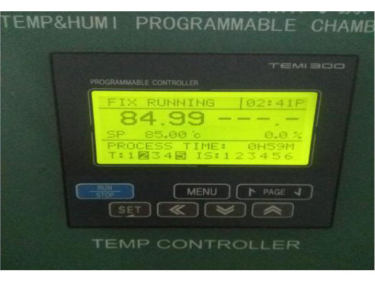 TEMP&HUMI PROGRAMMABLE CHAMB
TEMI300
PROGRAMMABLE CONTROLLER
FIX RUNNING 02:41P
84.99 ---.-
SP 85.00 ℃ 0.0 %
PROCESS TIME: 0H59M
T:1234 IS:123456
RUN
STOP
MENU
PAGE
SET
TEMP CONTROLLER